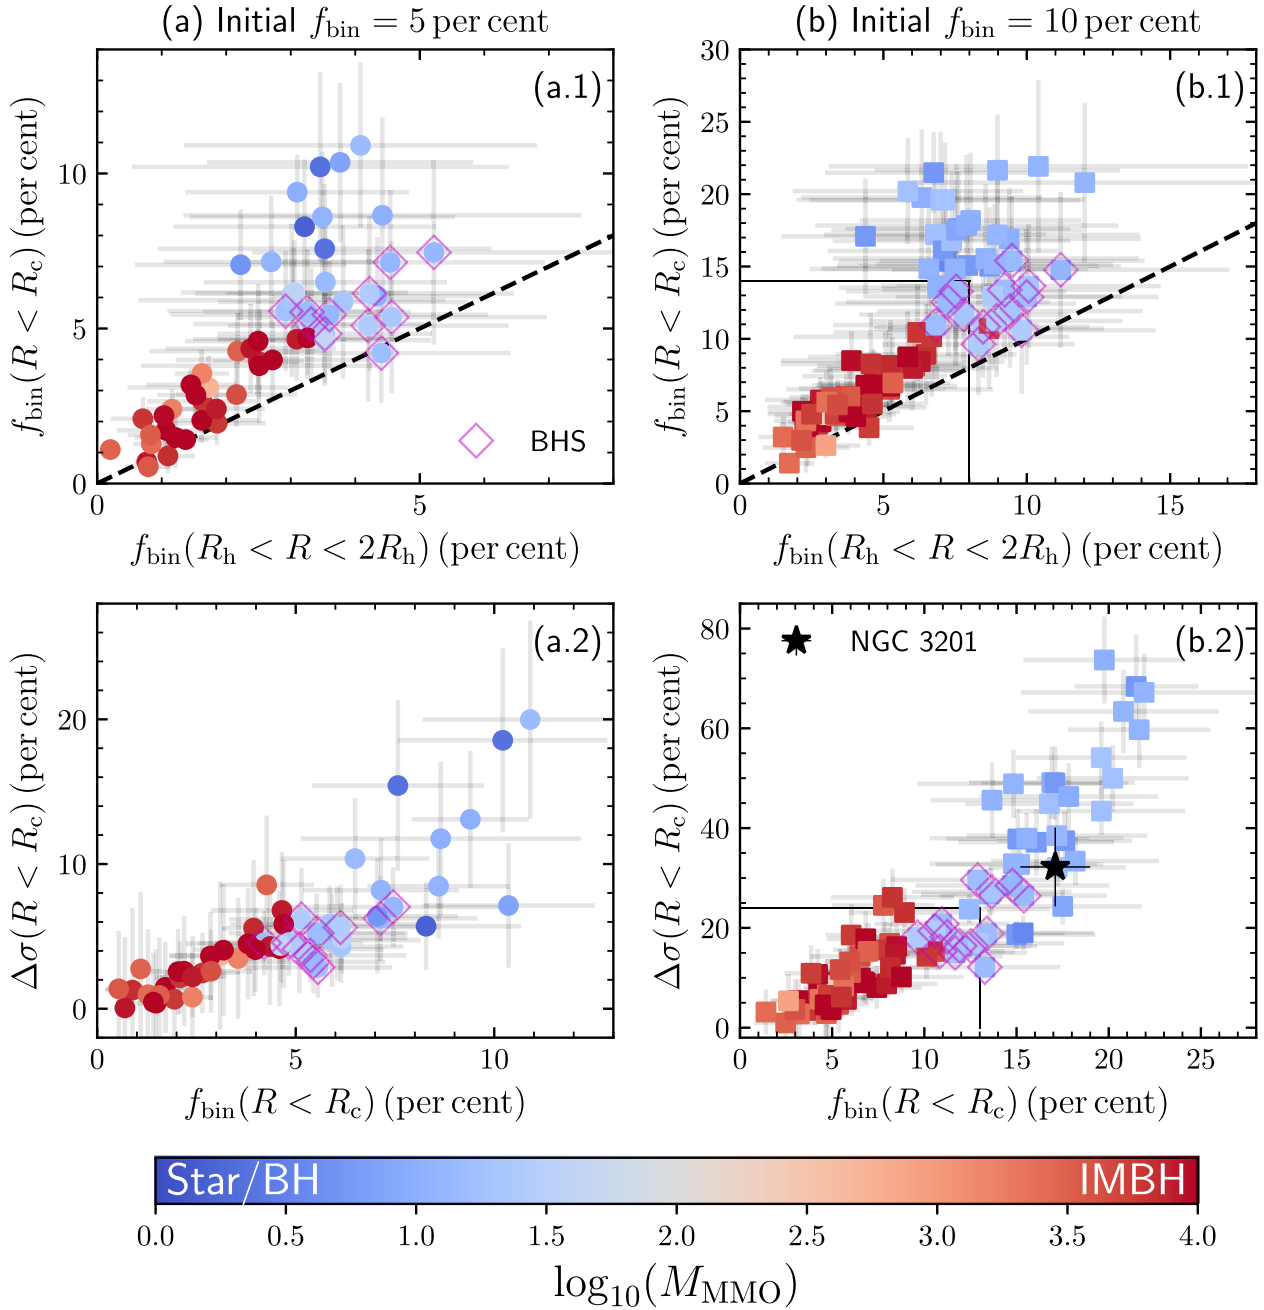 (a) Initial f_bin = 5 per cent
(b) Initial f_bin = 10 per cent
f_bin(R < R_c) (per cent)
0
5
10
(a.1)
BHS
0
5
f_bin(R_h < R < 2R_h) (per cent)
f_bin(R < R_c) (per cent)
0
5
10
15
20
25
30
(b.1)
0
5
10
15
f_bin(R_h < R < 2R_h) (per cent)
Δσ(R < R_c) (per cent)
0
10
20
(a.2)
0
5
10
f_bin(R < R_c) (per cent)
Δσ(R < R_c) (per cent)
0
20
40
60
80
NGC 3201
(b.2)
0
5
10
15
20
25
f_bin(R < R_c) (per cent)
Star/BH
IMBH
0.0
0.5
1.0
1.5
2.0
2.5
3.0
3.5
4.0
log₁₀(M_MMO)